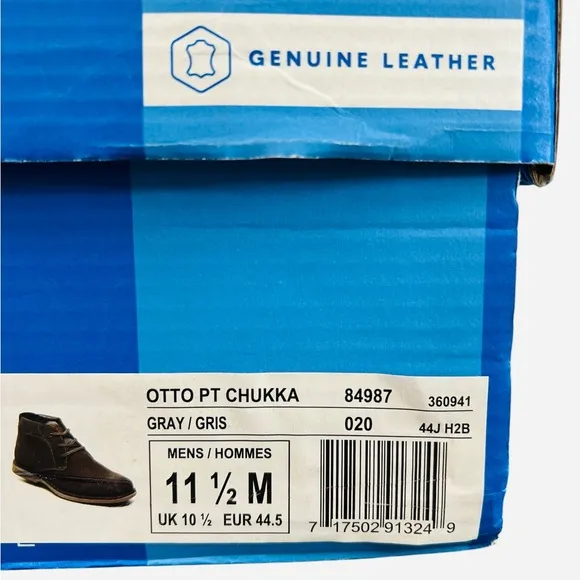 GENUINE LEATHER
OTTO PT CHUKKA 84987 360941
GRAY / GRIS 020 44J H2B
MENS / HOMMES
11 ½ M
UK 10 ½ EUR 44.5
7 17502 91324 9